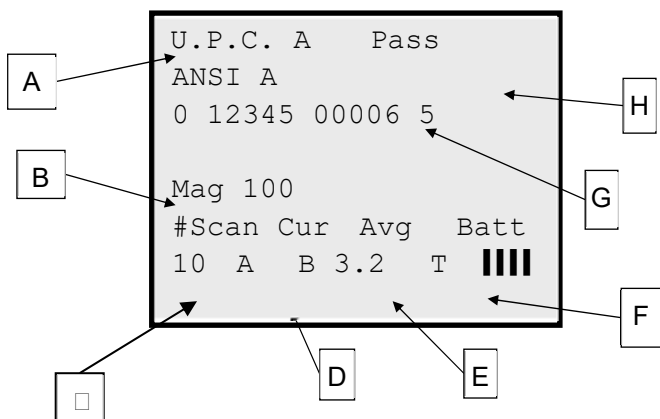 U.P.C. A Pass
ANSI A
0 12345 00006 5
Mag 100
#Scan Cur Avg Batt
10 A B 3.2 T
A
B
D
E
F
G
H